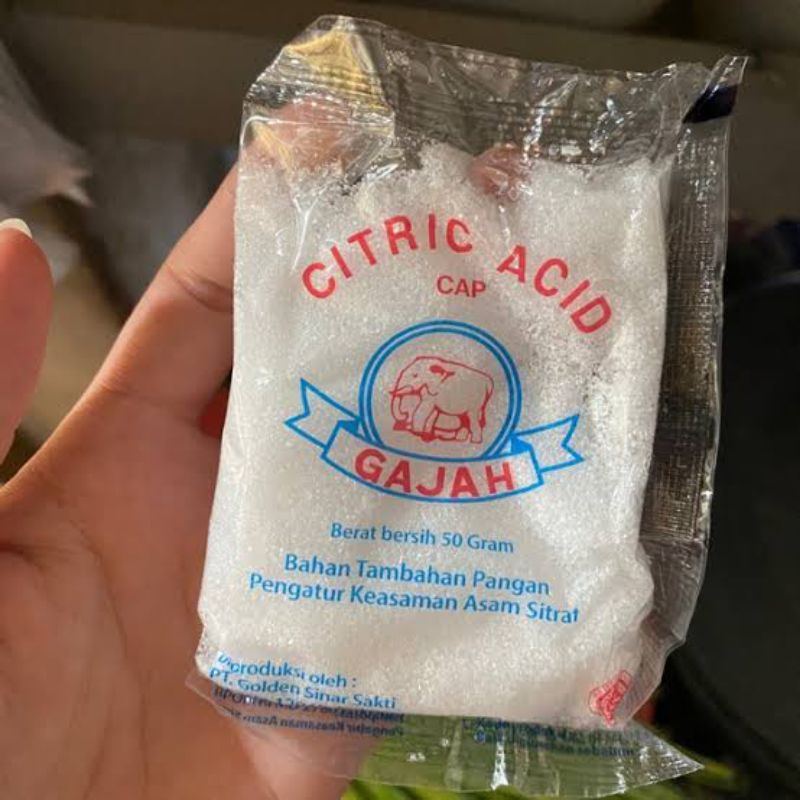 CITRIC ACID
CAP
GAJAH
Berat bersih 50 Gram
Bahan Tambahan Pangan
Pengatur Keasaman Asam Sitrat
Diproduksi oleh :
PT. Golden Sinar Sakti